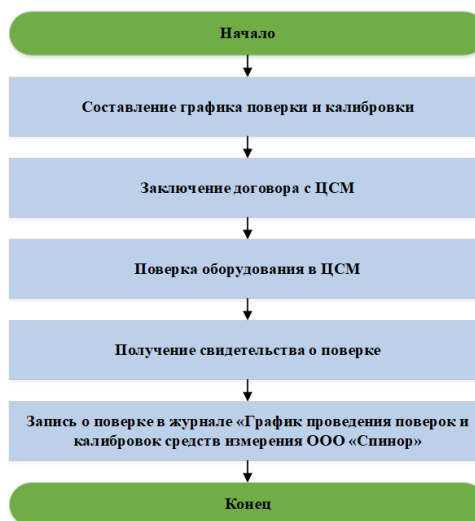 Начало
Составление графика поверки и калибровки
Заключение договора с ЦСМ
Поверка оборудования в ЦСМ
Получение свидетельства о поверке
Запись о поверке в журнале «График проведения поверок и
калибровок средств измерения ООО «Спинор»
Конец